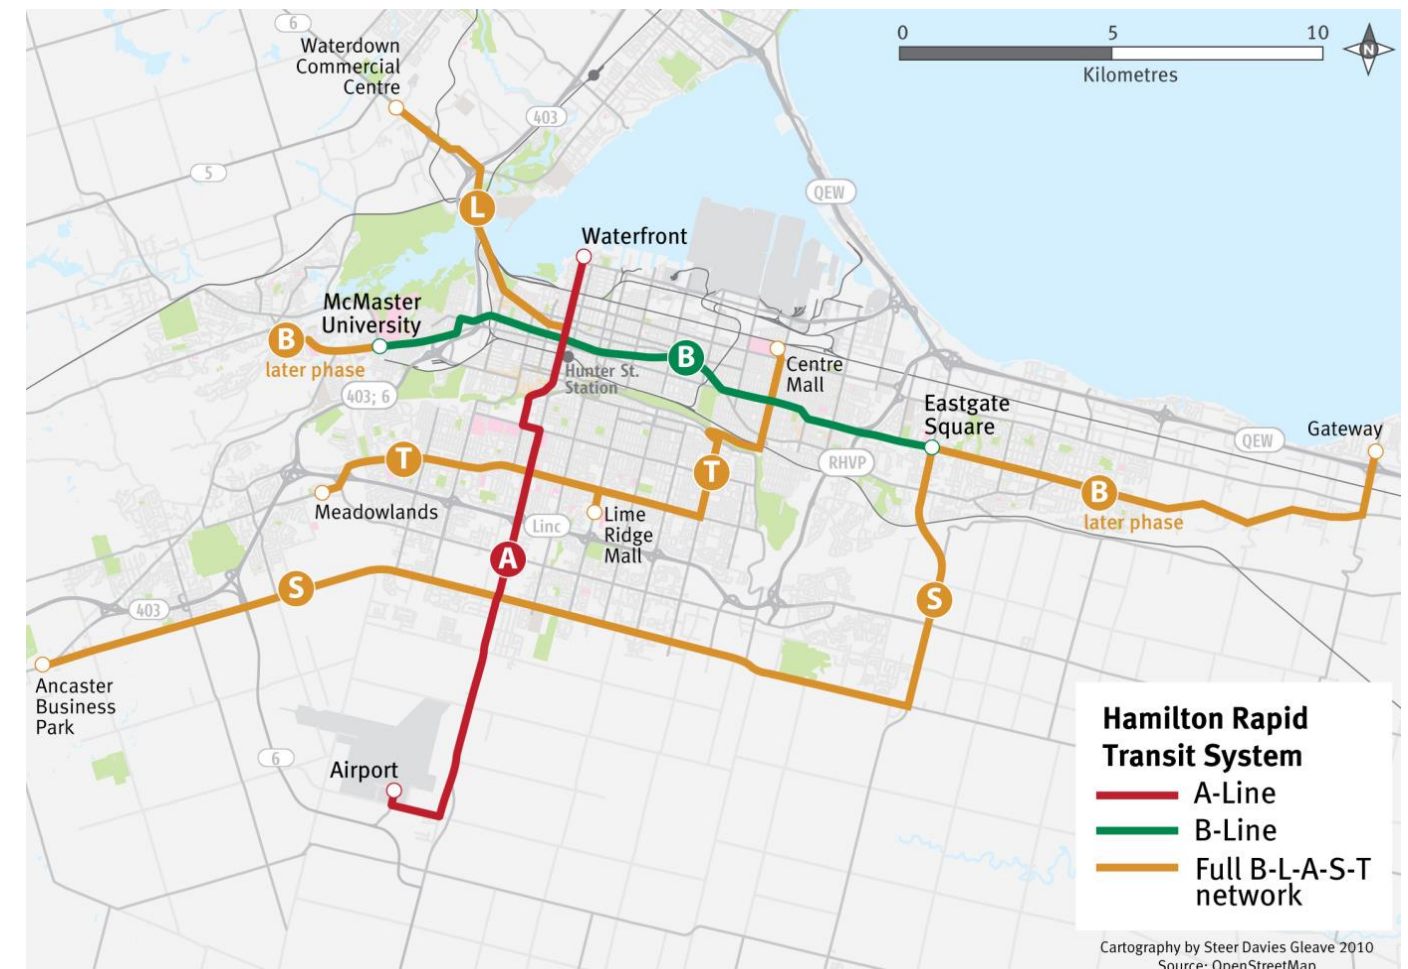 6
Waterdown
Commercial
Centre
0 5 10
Kilometres
N
403
5
QEW
L
Waterfront
McMaster
University
B
later phase
B
Hunter St.
Station
Centre
Mall
403; 6
Eastgate
Square
Gateway
QEW
T
T
RHVP
B
later phase
Meadowlands
Linc
Lime
Ridge
Mall
A
S
S
403
Ancaster
Business
Park
6
Airport
Hamilton Rapid
Transit System
A-Line
B-Line
Full B-L-A-S-T
network
Cartography by Steer Davies Gleave 2010
Source: OpenStreetMap